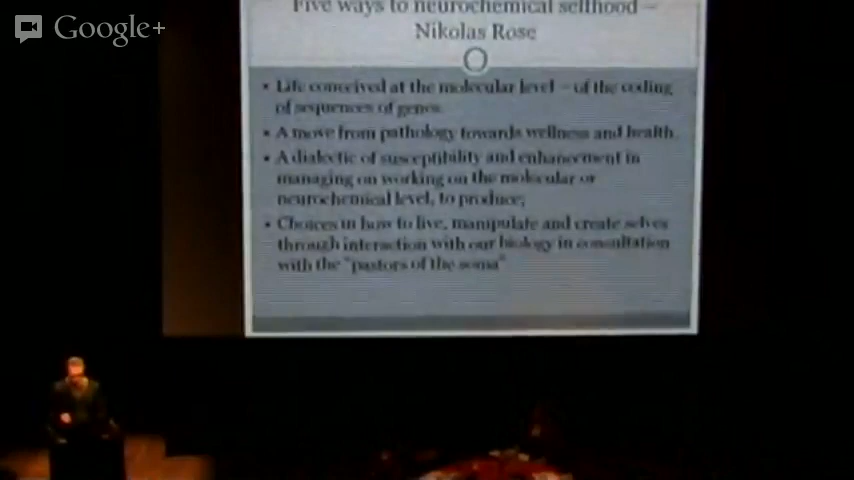 Google+
Five ways to neurochemical selfhood –
Nikolas Rose
• Life conceived at the molecular level – of the coding
of sequences of genes.
• A move from pathology towards wellness and health.
• A dialectic of susceptibility and enhancement in
managing on working on the molecular or
neurochemical level, to produce;
• Choices in how to live, manipulate and create selves
through interaction with our biology in consultation
with the "pastors of the soma"